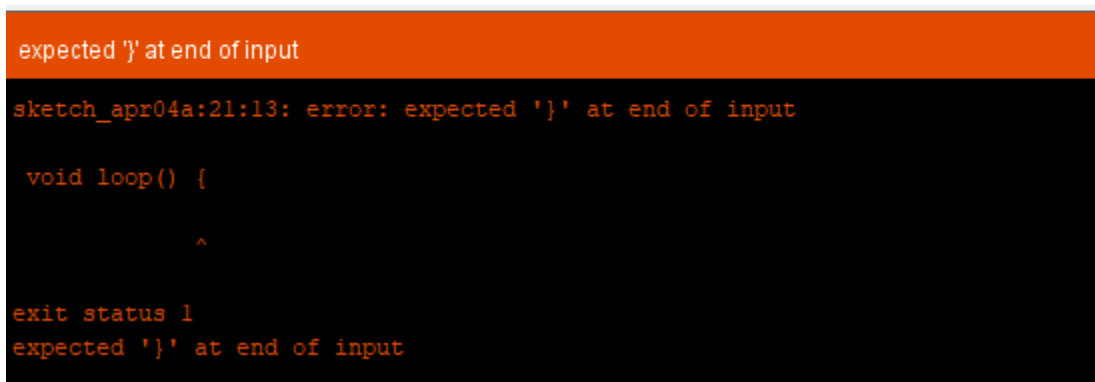 expected '}' at end of input
sketch_apr04a:21:13: error: expected '}' at end of input
void loop() {
^
exit status 1
expected '}' at end of input